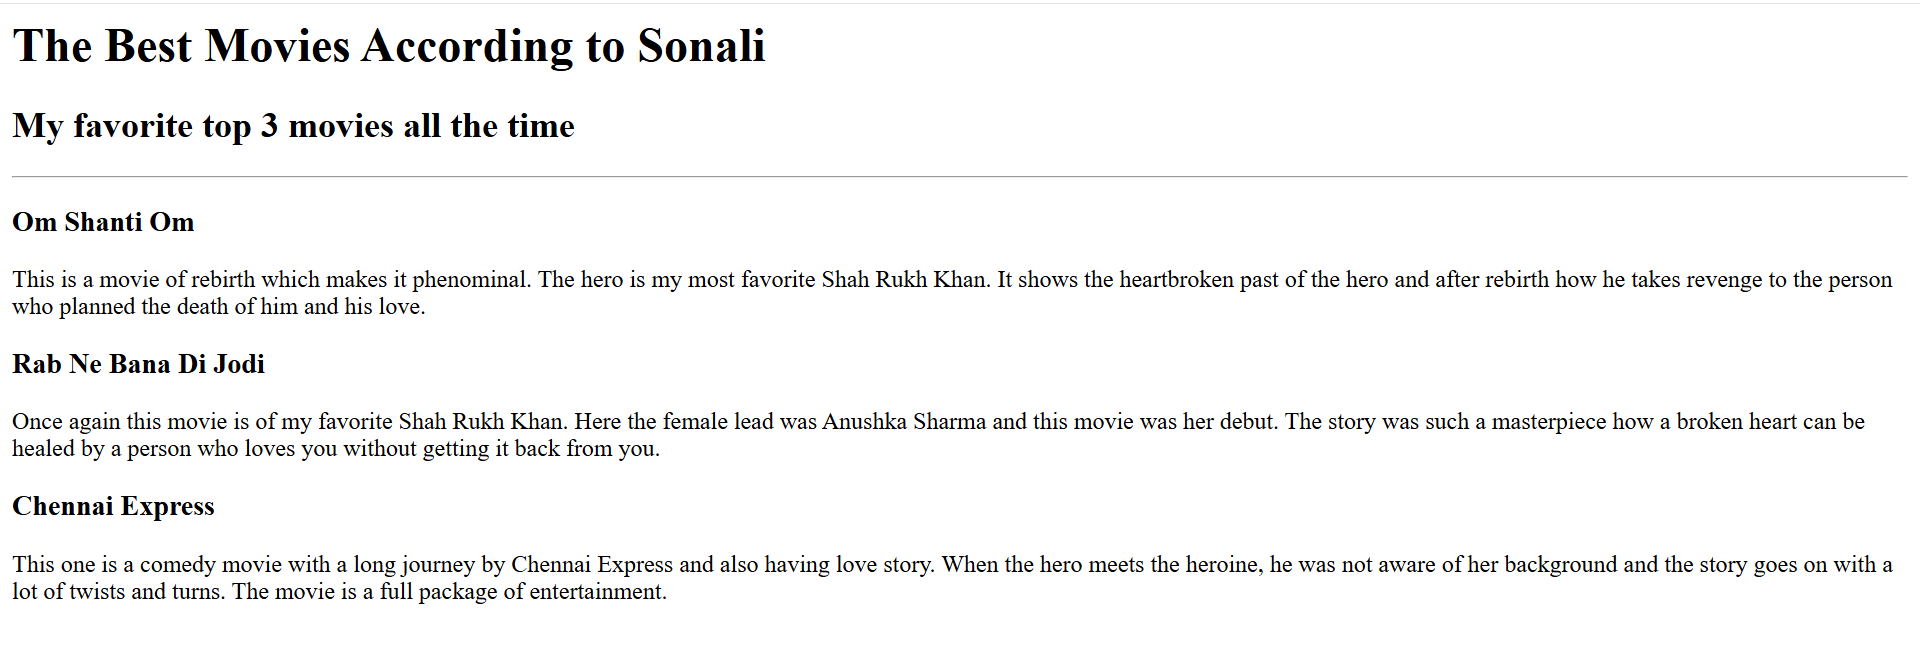 The Best Movies According to Sonali
My favorite top 3 movies all the time
Om Shanti Om
This is a movie of rebirth which makes it phenominal. The hero is my most favorite Shah Rukh Khan. It shows the heartbroken past of the hero and after rebirth how he takes revenge to the person
who planned the death of him and his love.
Rab Ne Bana Di Jodi
Once again this movie is of my favorite Shah Rukh Khan. Here the female lead was Anushka Sharma and this movie was her debut. The story was such a masterpiece how a broken heart can be
healed by a person who loves you without getting it back from you.
Chennai Express
This one is a comedy movie with a long journey by Chennai Express and also having love story. When the hero meets the heroine, he was not aware of her background and the story goes on with a
lot of twists and turns. The movie is a full package of entertainment.